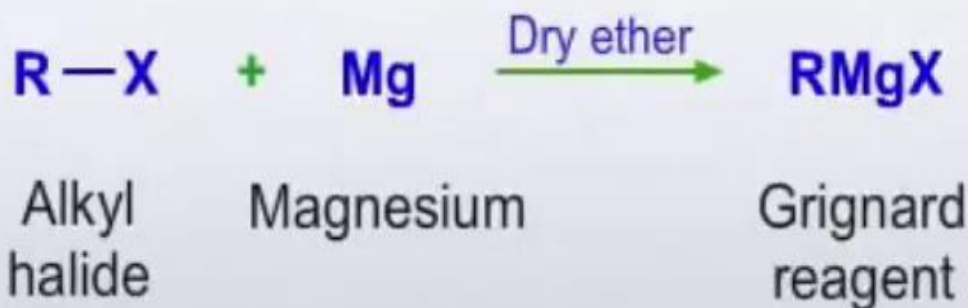 Dry ether
R—X + Mg → RMgX
Alkyl halide
Magnesium
Grignard reagent